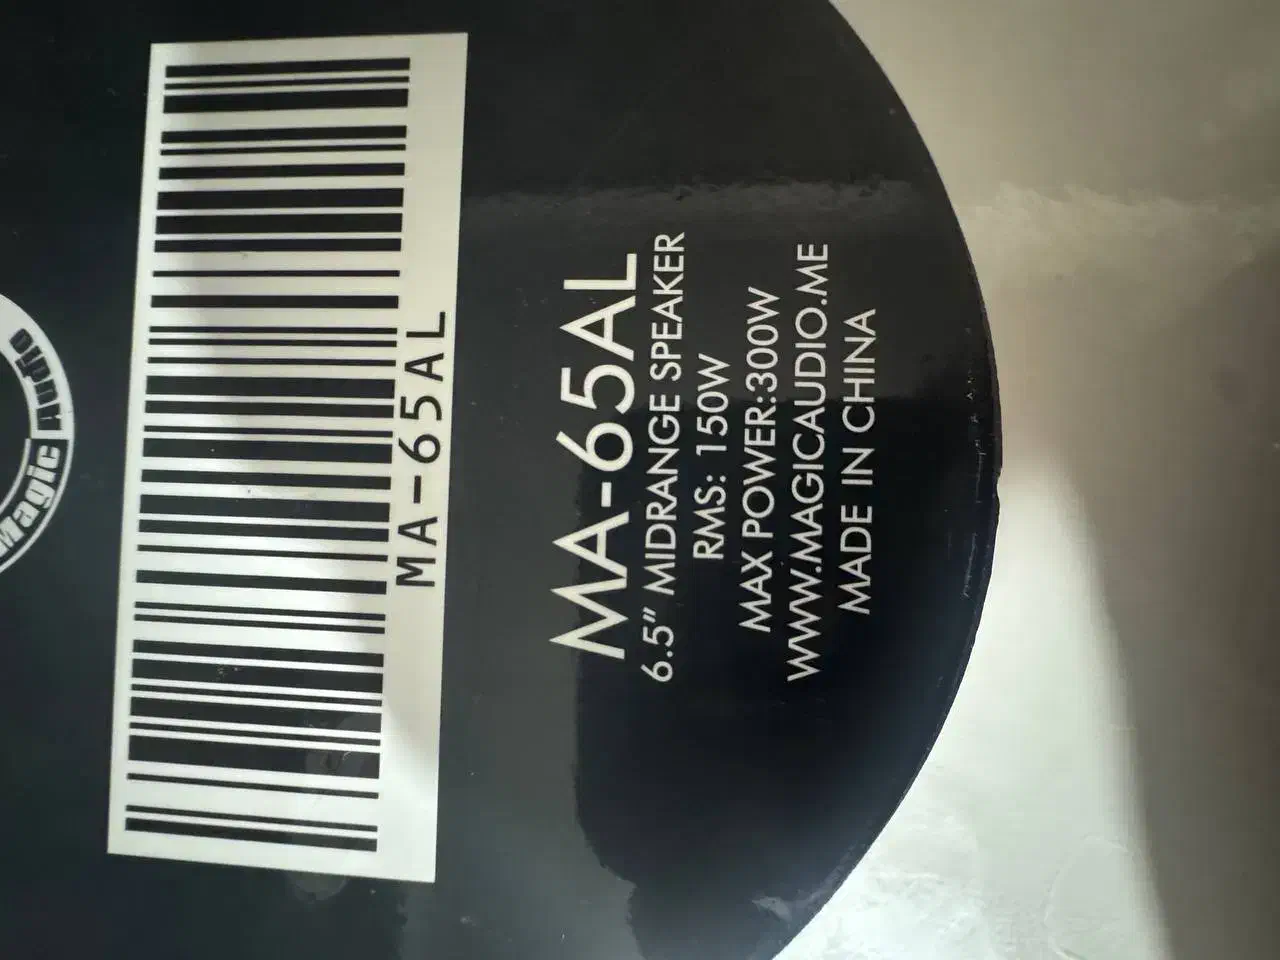 Magic Audio
MA-65AL
MA-65AL
6.5" MIDRANGE SPEAKER
RMS: 150W
MAX POWER:300W
WWW.MAGICAUDIO.ME
MADE IN CHINA